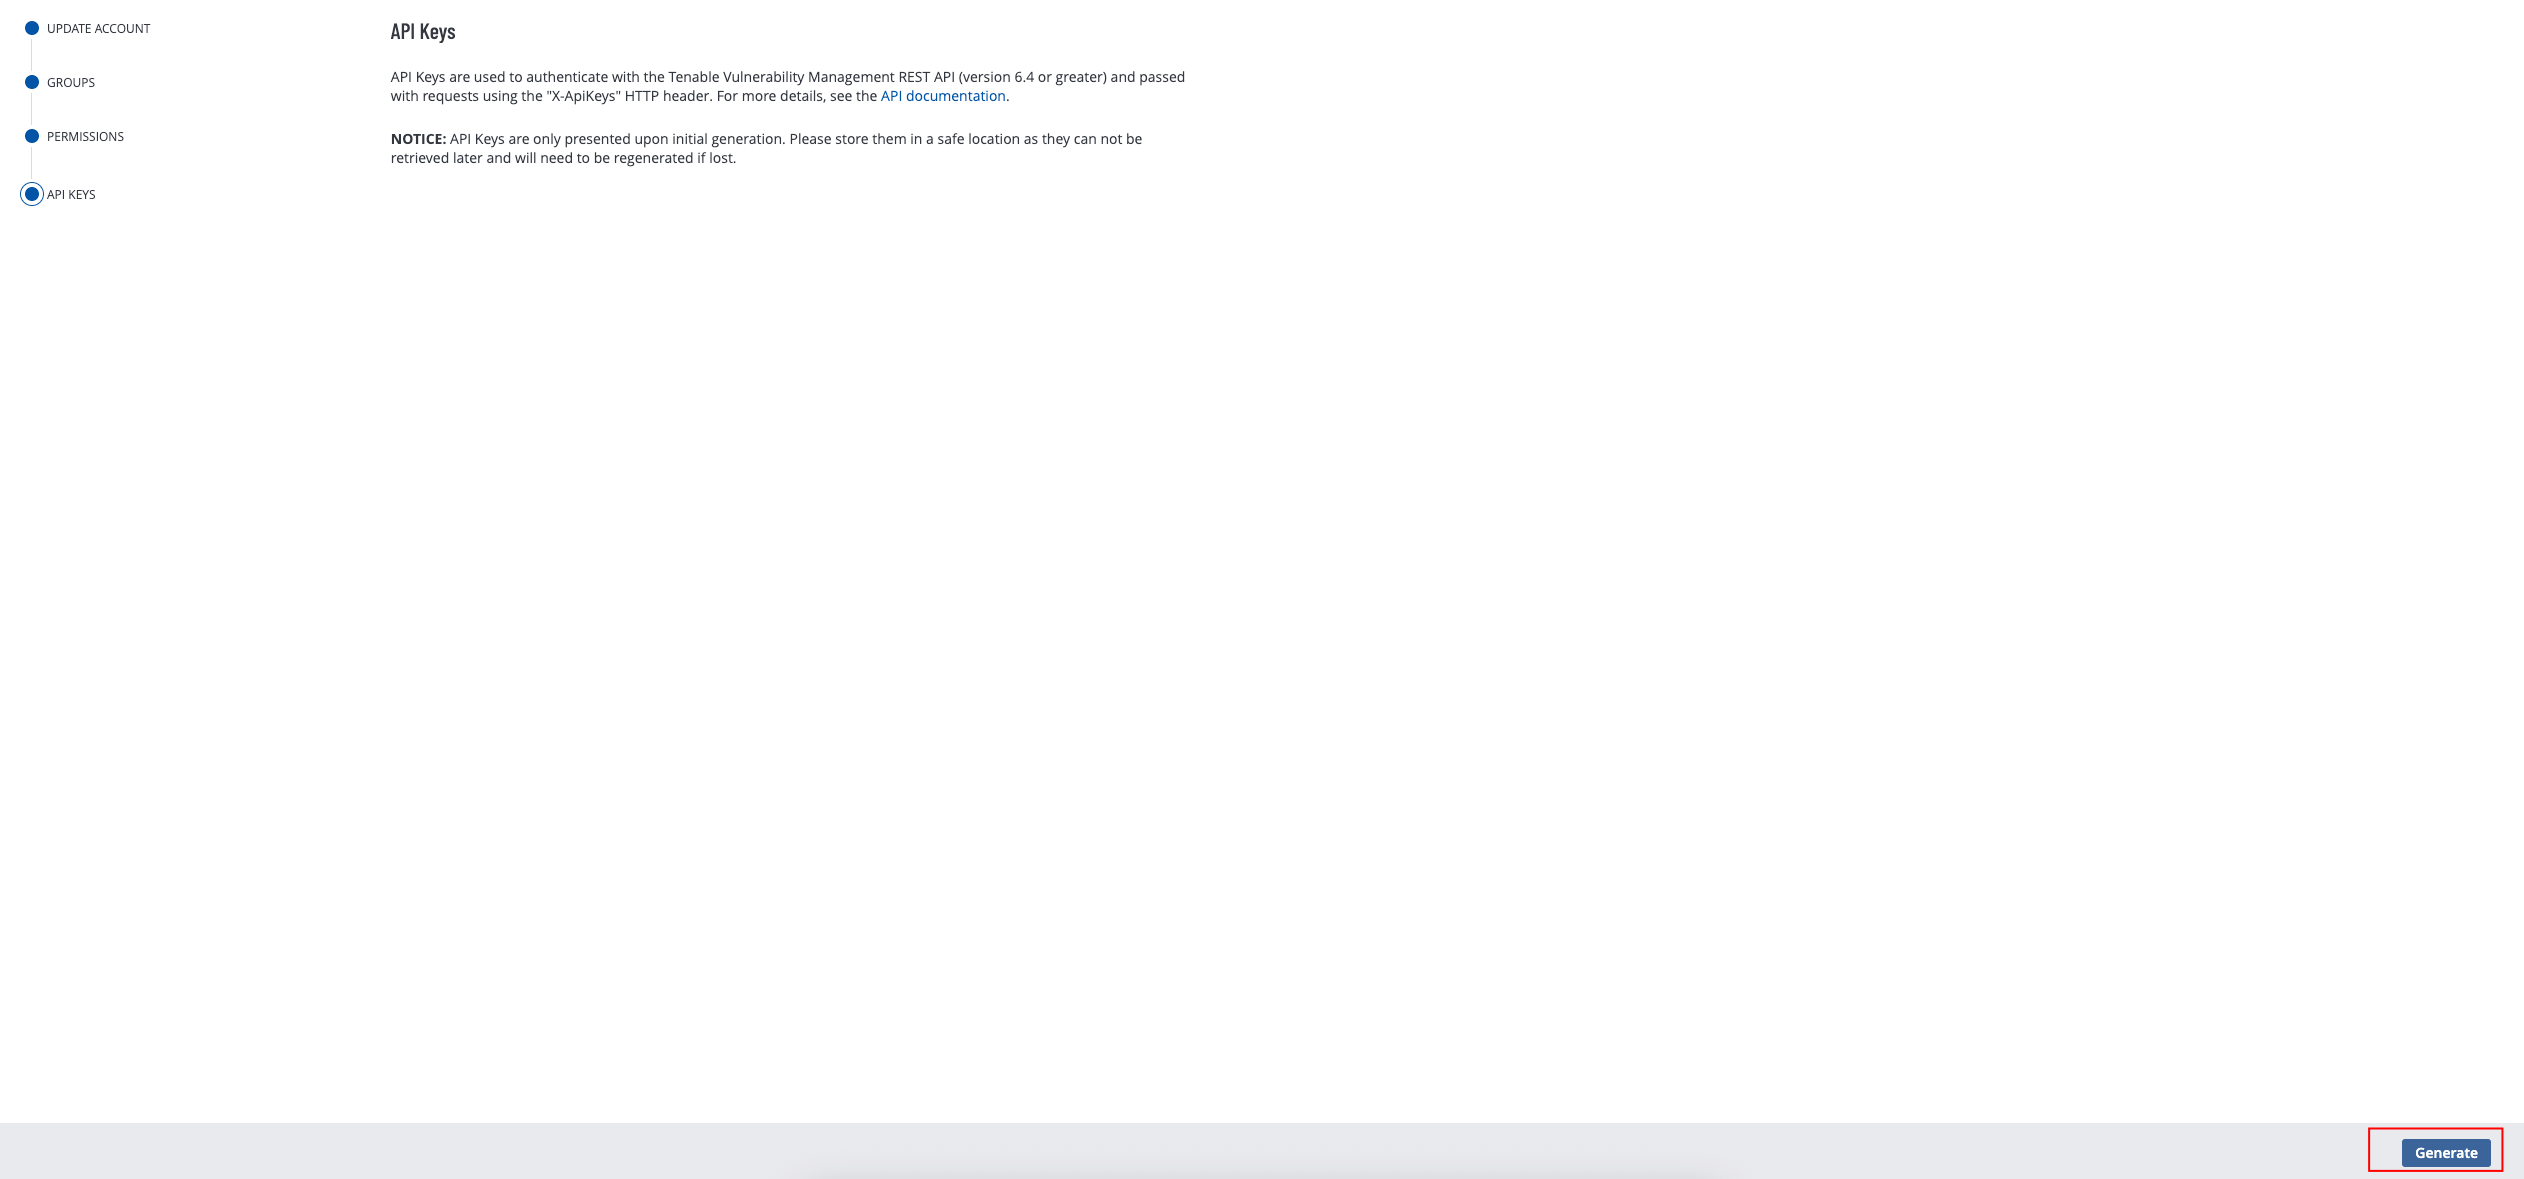 UPDATE ACCOUNT
GROUPS
PERMISSIONS
API KEYS
API Keys
API Keys are used to authenticate with the Tenable Vulnerability Management REST API (version 6.4 or greater) and passed
with requests using the "X-ApiKeys" HTTP header. For more details, see the API documentation.
NOTICE: API Keys are only presented upon initial generation. Please store them in a safe location as they can not be
retrieved later and will need to be regenerated if lost.
Generate